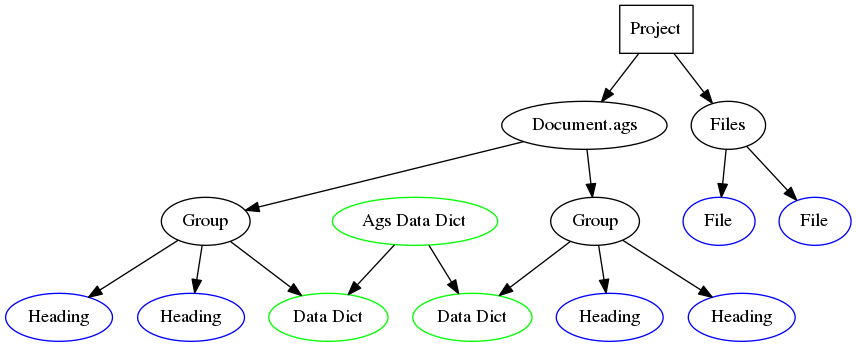 Project
Document.ags
Files
Group
Ags Data Dict
Group
File
File
Heading
Heading
Data Dict
Data Dict
Heading
Heading